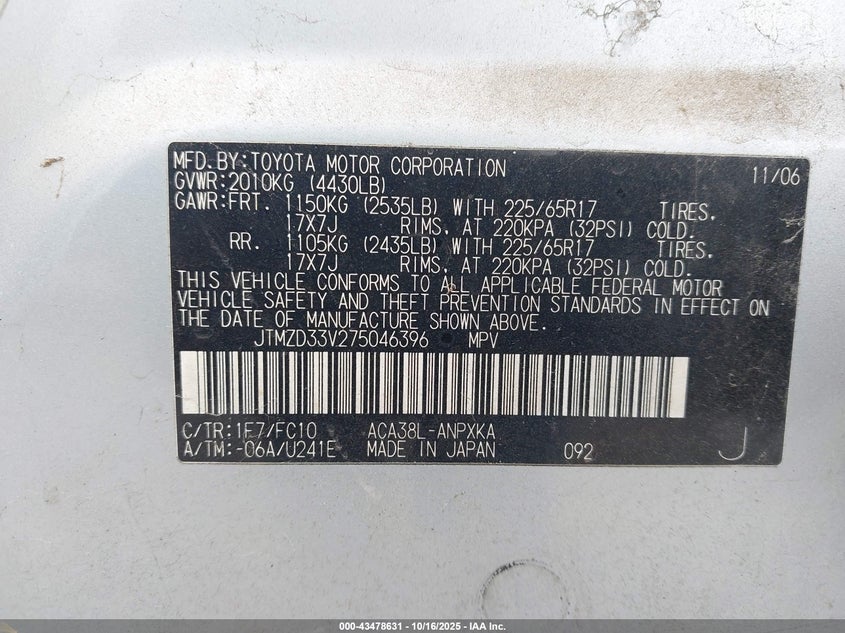 MFD.BY:TOYOTA MOTOR CORPORATION 11/06
GVWR:2010KG (4430LB)
GAWR:FRT. 1150KG (2535LB) WITH 225/65R17 TIRES,
17X7J RIMS, AT 220KPA (32PSI) COLD.
RR. 1105KG (2435LB) WITH 225/65R17 TIRES,
17X7J RIMS, AT 220KPA (32PSI) COLD.
THIS VEHICLE CONFORMS TO ALL APPLICABLE FEDERAL MOTOR
VEHICLE SAFETY AND THEFT PREVENTION STANDARDS IN EFFECT ON
THE DATE OF MANUFACTURE SHOWN ABOVE.
JTMZD33V275046396 MPV
C/TR:1F7/FC10 ACA38L-ANPXKA
A/TM:-06A/U241E MADE IN JAPAN 092 J
000-43478631 - 10/16/2025 - IAA Inc.